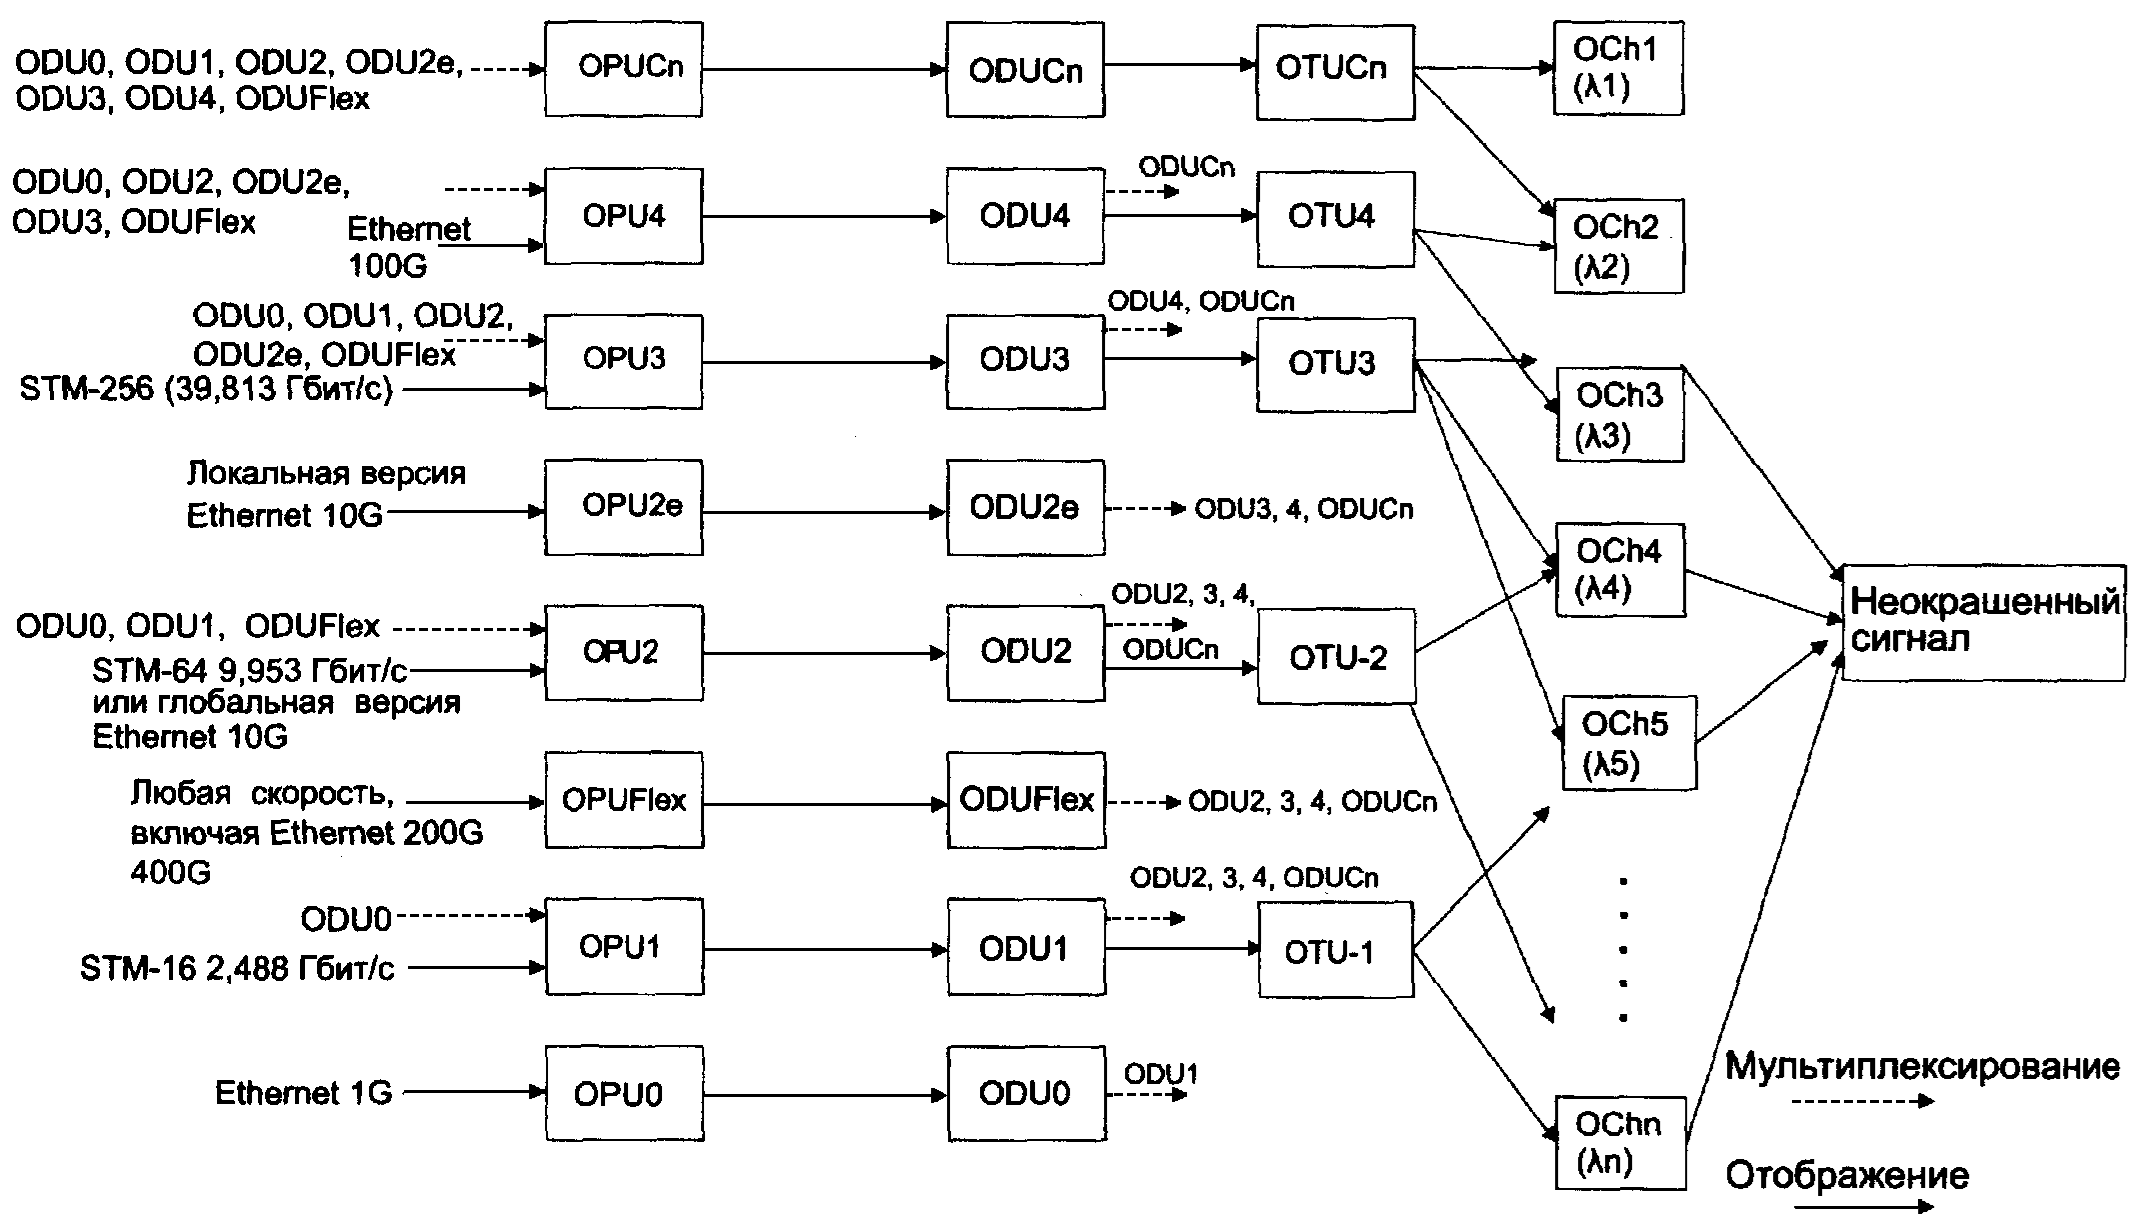 ODU0, ODU1, ODU2, ODU2e,
ODU3, ODU4, ODUFlex
OPUCn
ODUCn
OTUCn
OCh1
(λ1)
ODU0, ODU2, ODU2e,
ODU3, ODUFlex
Ethernet
100G
OPU4
ODU4
ODUCn
OTU4
OCh2
(λ2)
ODU0, ODU1, ODU2,
ODU2e, ODUFlex
STM-256 (39,813 Гбит/с)
OPU3
ODU3
ODU4, ODUCn
OTU3
OCh3
(λ3)
Локальная версия
Ethernet 10G
OPU2e
ODU2e
ODU3, 4, ODUCn
OCh4
(λ4)
Неокрашенный
сигнал
ODU0, ODU1, ODUFlex
STM-64 9,953 Гбит/с
или глобальная версия
Ethernet 10G
OPU2
ODU2
ODU2, 3, 4,
ODUCn
OTU-2
OCh5
(λ5)
Любая скорость,
включая Ethernet 200G
400G
OPUFlex
ODUFlex
ODU2, 3, 4, ODUCn
ODU0
STM-16 2,488 Гбит/с
OPU1
ODU1
ODU2, 3, 4, ODUCn
OTU-1
Ethernet 1G
OPU0
ODU0
ODU1
OChn
(λn)
Мультиплексирование
Отображение